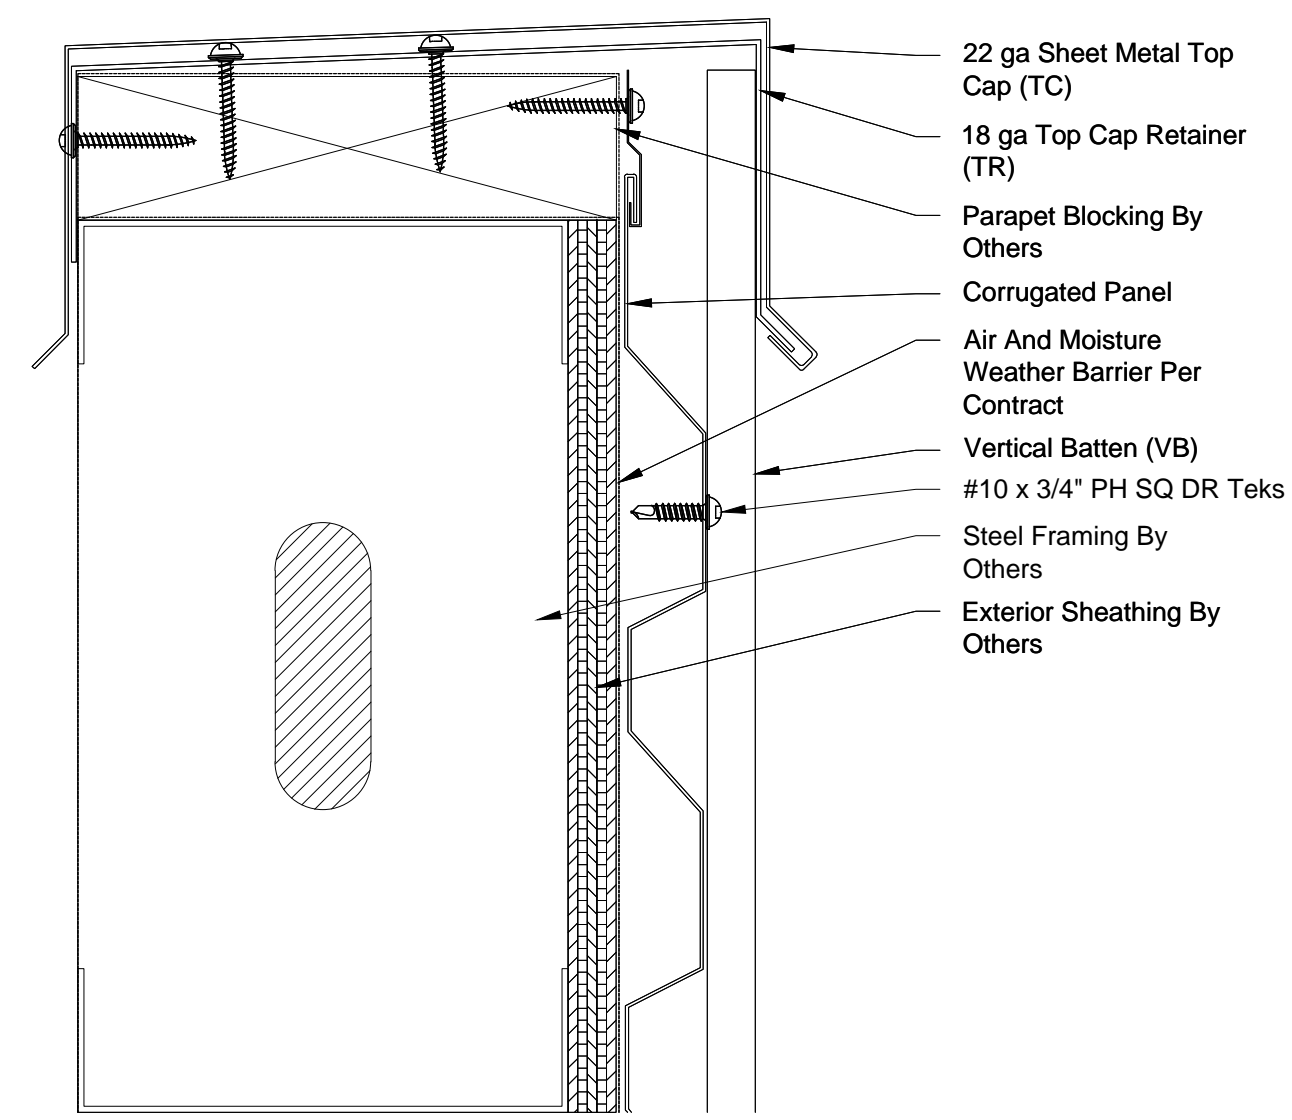 22 ga Sheet Metal Top
Cap (TC)
18 ga Top Cap Retainer
(TR)
Parapet Blocking By
Others
Corrugated Panel
Air And Moisture
Weather Barrier Per
Contract
Vertical Batten (VB)
#10 x 3/4" PH SQ DR Teks
Steel Framing By
Others
Exterior Sheathing By
Others